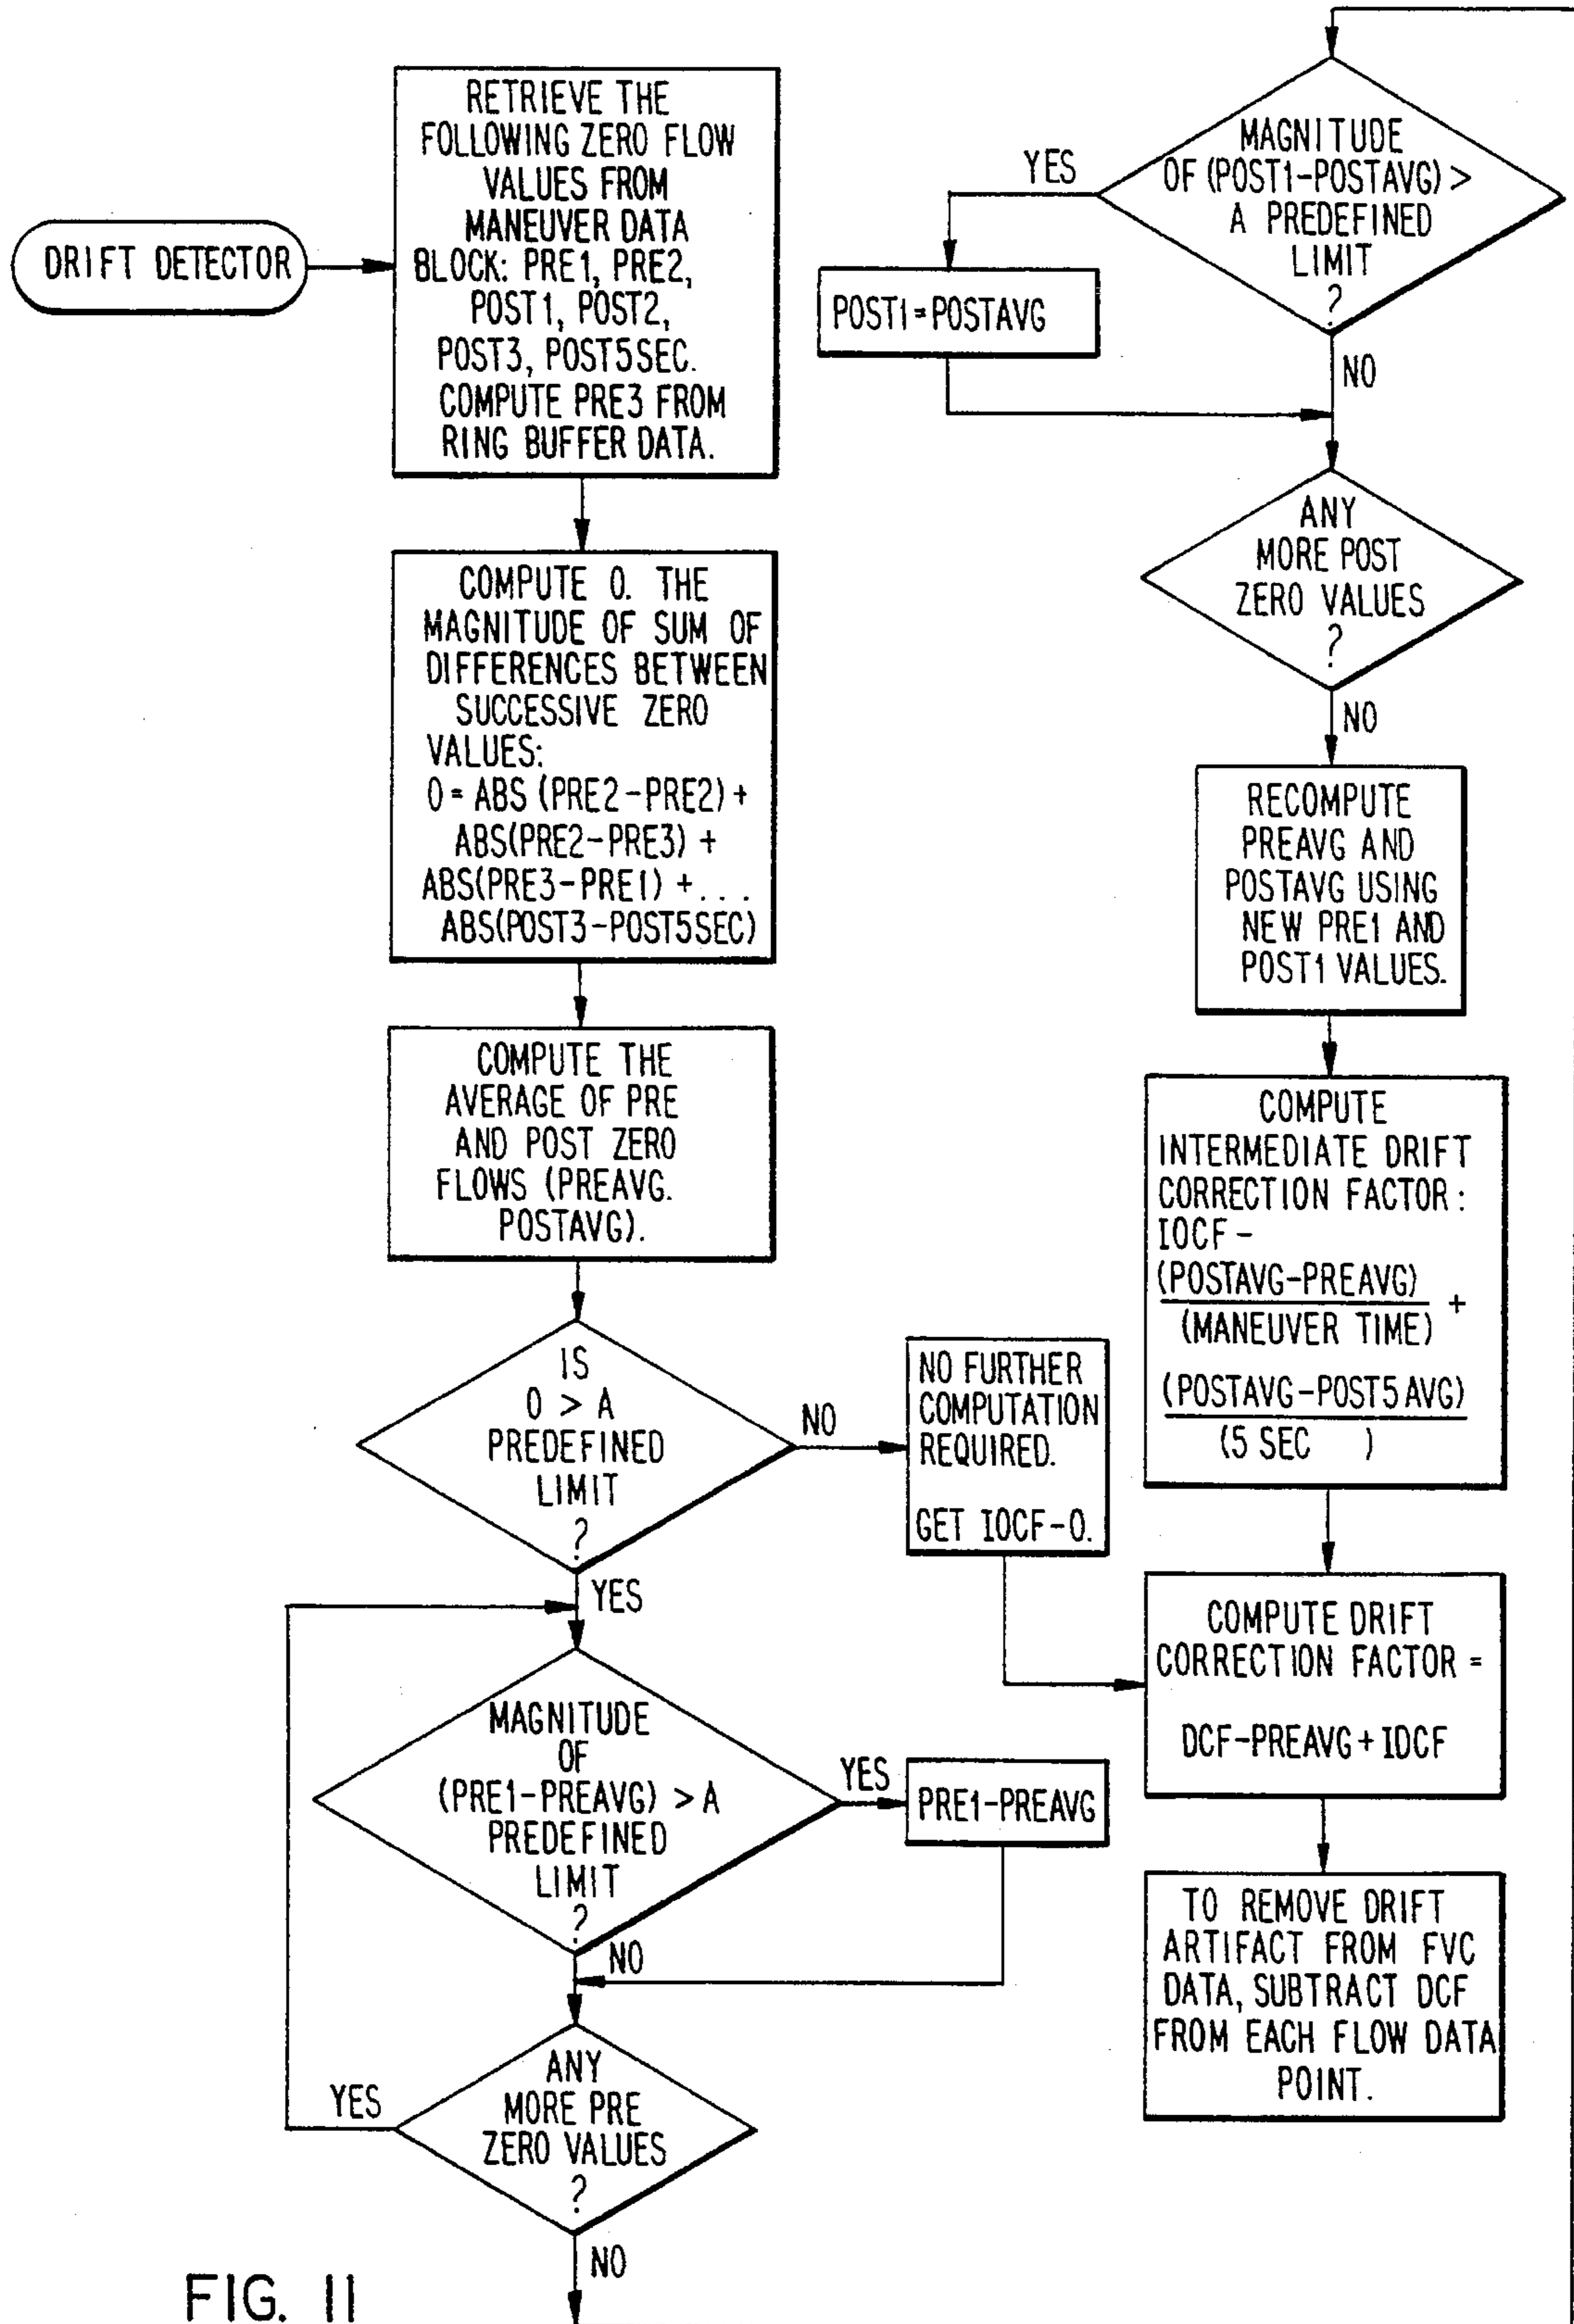 DRIFT DETECTOR
RETRIEVE THE
FOLLOWING ZERO FLOW
VALUES FROM
MANEUVER DATA
BLOCK: PRE1, PRE2,
POST1, POST2,
POST3, POST5SEC.
COMPUTE PRE3 FROM
RING BUFFER DATA.
COMPUTE 0. THE
MAGNITUDE OF SUM OF
DIFFERENCES BETWEEN
SUCCESSIVE ZERO
VALUES:
0 = ABS (PRE2-PRE2) +
ABS(PRE2-PRE3) +
ABS(PRE3-PRE1) + ...
ABS(POST3-POST5SEC)
COMPUTE THE
AVERAGE OF PRE
AND POST ZERO
FLOWS (PREAVG.
POSTAVG).
IS
0 > A
PREDEFINED
LIMIT
?
NO
NO FURTHER
COMPUTATION
REQUIRED.
GET IOCF-0.
YES
MAGNITUDE
OF
(PRE1-PREAVG) > A
PREDEFINED
LIMIT
?
YES
PRE1-PREAVG
NO
ANY
MORE PRE
ZERO VALUES
?
YES
NO
MAGNITUDE
OF (POST1-POSTAVG) >
A PREDEFINED
LIMIT
?
YES
POST1=POSTAVG
NO
ANY
MORE POST
ZERO VALUES
?
NO
RECOMPUTE
PREAVG AND
POSTAVG USING
NEW PRE1 AND
POST1 VALUES.
COMPUTE
INTERMEDIATE DRIFT
CORRECTION FACTOR:
IOCF -
(POSTAVG-PREAVG) +
(MANEUVER TIME)
(POSTAVG-POST5AVG)
(5 SEC )
COMPUTE DRIFT
CORRECTION FACTOR =
DCF-PREAVG+IDCF
TO REMOVE DRIFT
ARTIFACT FROM FVC
DATA, SUBTRACT DCF
FROM EACH FLOW DATA
POINT.
FIG. 11